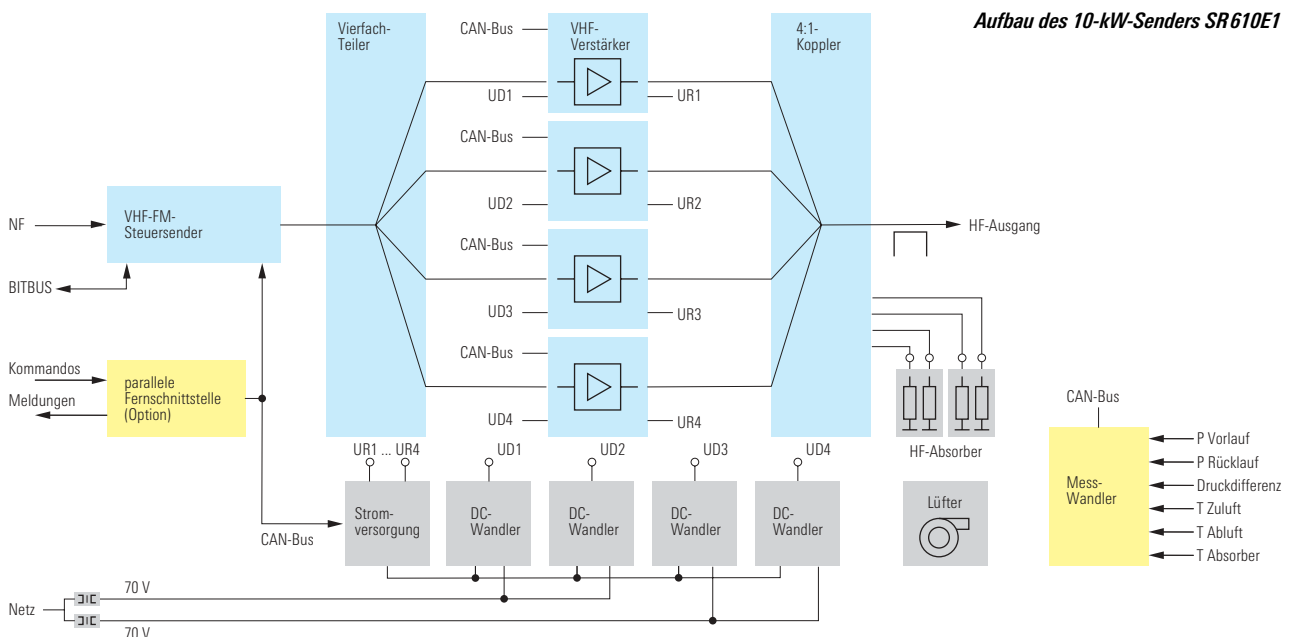 Aufbau des 10-kW-Senders SR 610E1
Vierfach-
Teiler
CAN-Bus
VHF-
Verstärker
4:1-
Koppler
UD1
UR1
CAN-Bus
UD2
UR2
NF
VHF-FM-
Steuersender
HF-Ausgang
CAN-Bus
BITBUS
UD3
UR3
CAN-Bus
Kommandos
Meldungen
parallele
Fernschnittstelle
(Option)
UD4
UR4
CAN-Bus
UR1 ... UR4
UD1
UD2
UD3
UD4
HF-Absorber
P Vorlauf
P Rücklauf
Druckdifferenz
T Zuluft
T Abluft
T Absorber
Mess-
Wandler
Strom-
versorgung
DC-
Wandler
DC-
Wandler
DC-
Wandler
DC-
Wandler
Lüfter
CAN-Bus
70 V
Netz
70 V